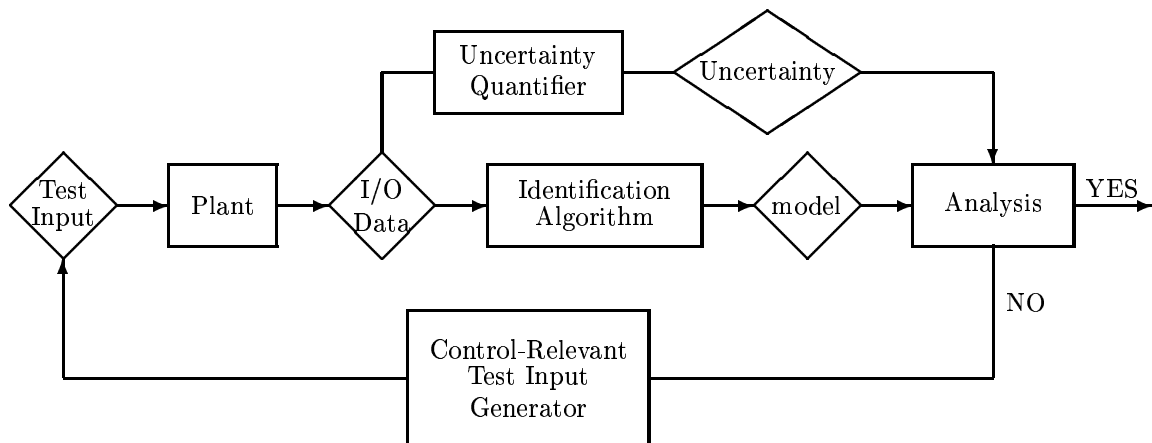 Uncertainty
Quantifier
Uncertainty
Test
Input
Plant
I/O
Data
Identification
Algorithm
model
Analysis
YES
NO
Control-Relevant
Test Input
Generator